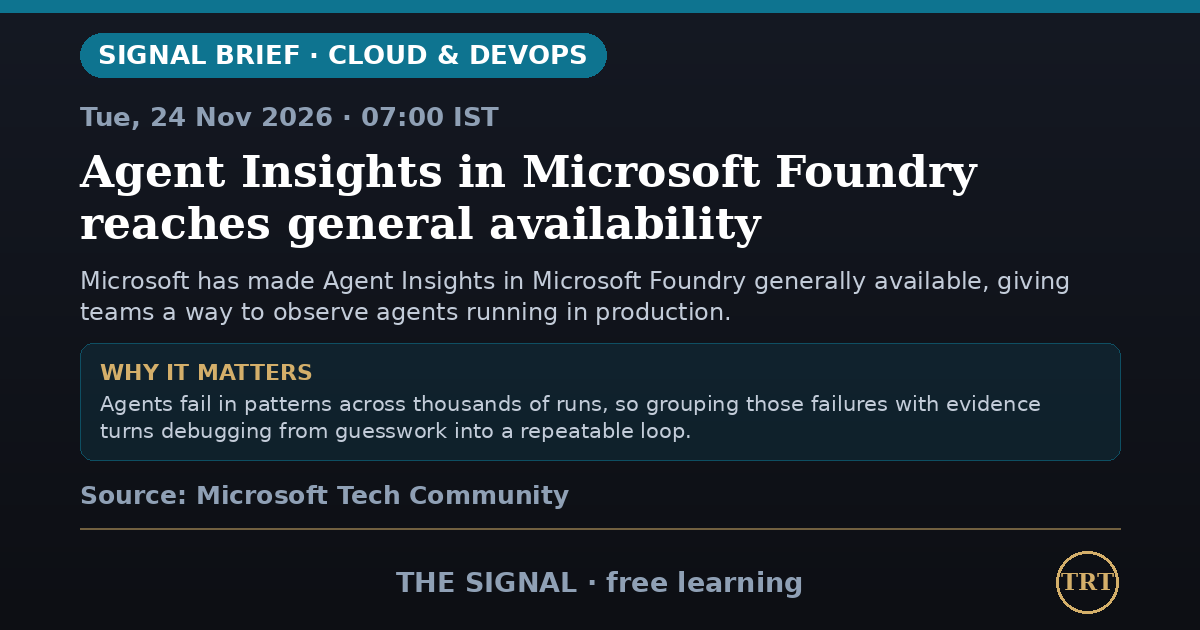 SIGNAL BRIEF · CLOUD & DEVOPS
Tue, 24 Nov 2026 · 07:00 IST
Agent Insights in Microsoft Foundry
reaches general availability
Microsoft has made Agent Insights in Microsoft Foundry generally available, giving
teams a way to observe agents running in production.
WHY IT MATTERS
Agents fail in patterns across thousands of runs, so grouping those failures with evidence
turns debugging from guesswork into a repeatable loop.
Source: Microsoft Tech Community
THE SIGNAL · free learning
TRT